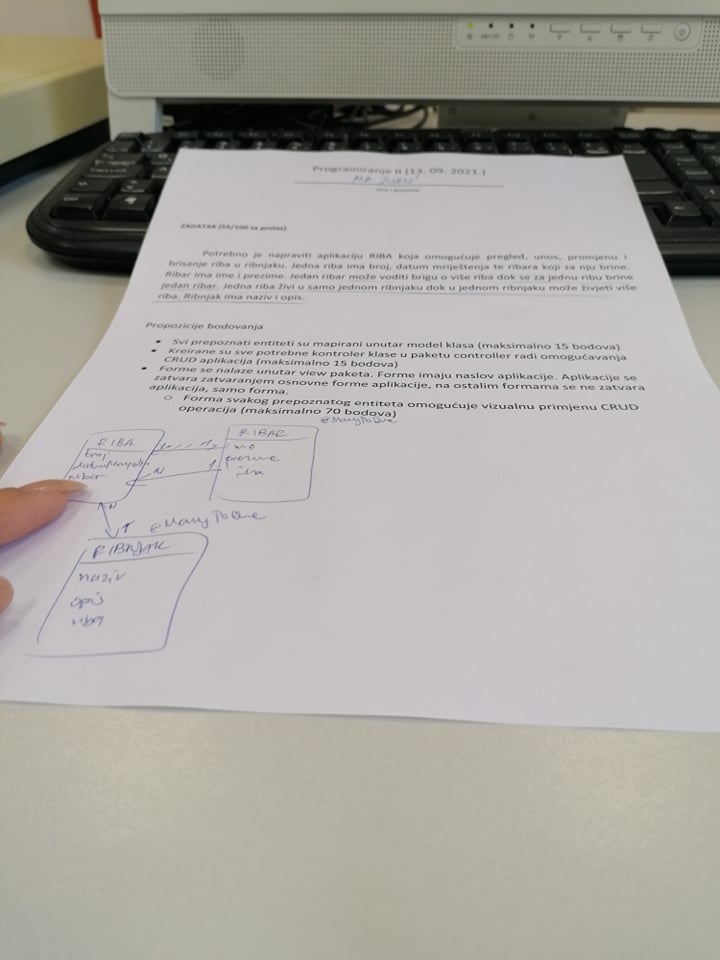 Programiranje II [13. 09. 2021.]
Ime i prezime
ZADATAK (55/100 za prolaz)
Potrebno je napraviti aplikaciju RIBA koja omogućuje pregled, unos, promjenu i
brisanje riba u ribnjaku. Jedna riba ima broj, datum mriještenja te ribara koji za nju brine.
Ribar ima ime i prezime. Jedan ribar može voditi brigu o više riba dok se za jednu ribu brine
jedan ribar. Jedna riba živi u samo jednom ribnjaku dok u jednom ribnjaku može živjeti više
riba. Ribnjak ima naziv i opis.
Propozicije bodovanja
• Svi prepoznati entiteti su mapirani unutar model klasa (maksimalno 15 bodova)
• Kreirane su sve potrebne kontroler klase u paketu controller radi omogućavanja
CRUD aplikacija (maksimalno 15 bodova)
• Forme se nalaze unutar view paketa. Forme imaju naslov aplikacije. Aplikacije se
zatvara zatvaranjem osnovne forme aplikacije, na ostalim formama se ne zatvara
aplikacija, samo forma.
o Forma svakog prepoznatog entiteta omogućuje vizualnu primjenu CRUD
operacija (maksimalno 70 bodova)
@ManyToOne
RIBA
broj
ribar
RIBAR
ime
prezime
riba
N
1
N
1
@ManyToOne
RIBNJAK
naziv
opis